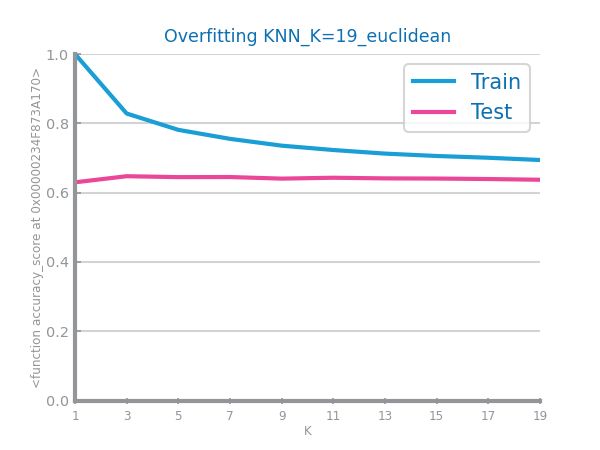 Overfitting KNN_K=19_euclidean
<function accuracy_score at 0x00000234F873A170>
1.0
0.8
0.6
0.4
0.2
0.0
Train
Test
1 3 5 7 9 11 13 15 17 19
K